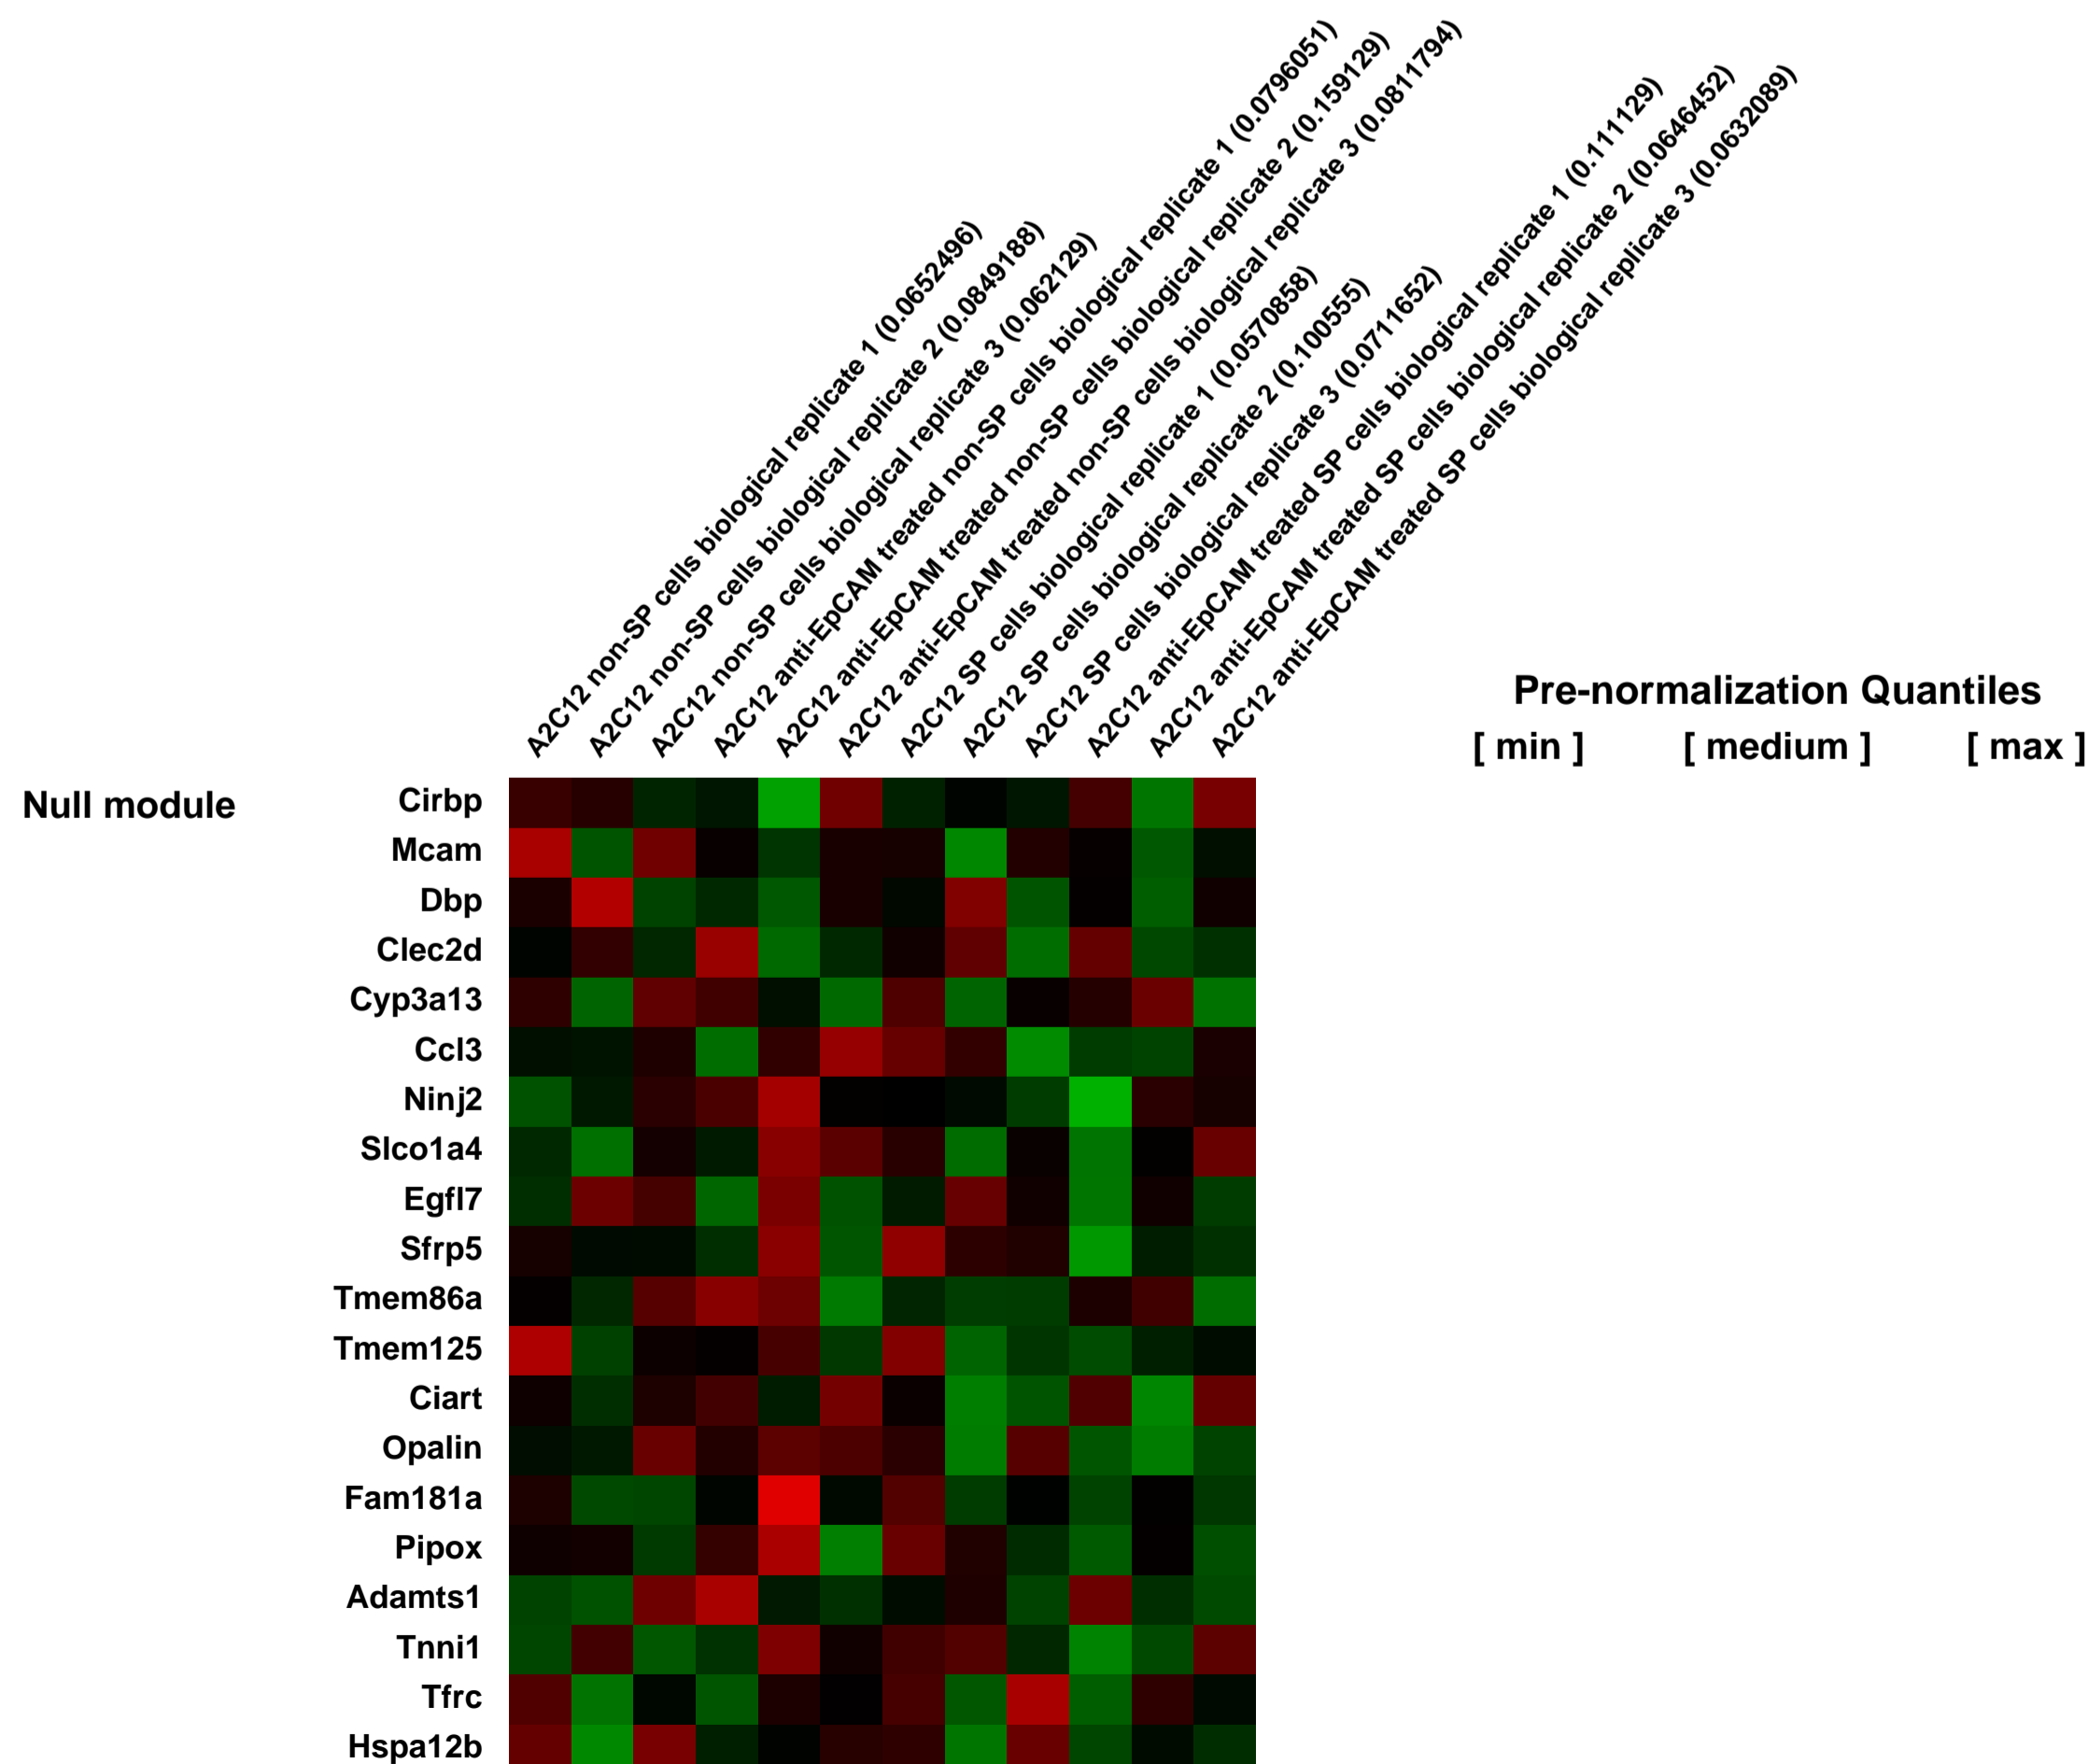 A2C12 non-SP cells biological replicate 1 (0.0652496)
A2C12 non-SP cells biological replicate 2 (0.0849188)
A2C12 non-SP cells biological replicate 3 (0.062129)
A2C12 anti-EpCAM treated non-SP cells biological replicate 1 (0.0796051)
A2C12 anti-EpCAM treated non-SP cells biological replicate 2 (0.159129)
A2C12 anti-EpCAM treated non-SP cells biological replicate 3 (0.0811794)
A2C12 SP cells biological replicate 1 (0.0570858)
A2C12 SP cells biological replicate 2 (0.100555)
A2C12 SP cells biological replicate 3 (0.0711652)
A2C12 anti-EpCAM treated SP cells biological replicate 1 (0.111129)
A2C12 anti-EpCAM treated SP cells biological replicate 2 (0.0646452)
A2C12 anti-EpCAM treated SP cells biological replicate 3 (0.0632089)
Pre-normalization Quantiles
[ min ] [ medium ] [ max ]
Null module
Cirbp
Mcam
Dbp
Clec2d
Cyp3a13
Ccl3
Ninj2
Slco1a4
Egfl7
Sfrp5
Tmem86a
Tmem125
Ciart
Opalin
Fam181a
Pipox
Adamts1
Tnni1
Tfrc
Hspa12b